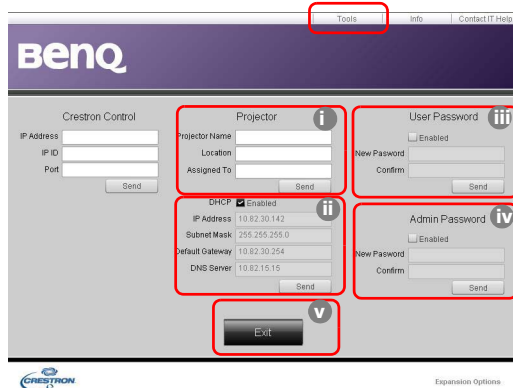 Tools Info Contact IT Help
BenQ
Crestron Control
IP Address
IP ID
Port
Send
Projector
i
Projector Name
Location
Assigned To
Send
DHCP Enabled
ii
IP Address 10.82.30.142
Subnet Mask 255.255.255.0
Default Gateway 10.82.30.254
DNS Server 10.82.15.15
Send
User Password
iii
Enabled
New Pasword
Confirm
Send
Admin Password
iv
Enabled
New Pasword
Confirm
Send
v
Exit
CRESTRON
Expansion Options